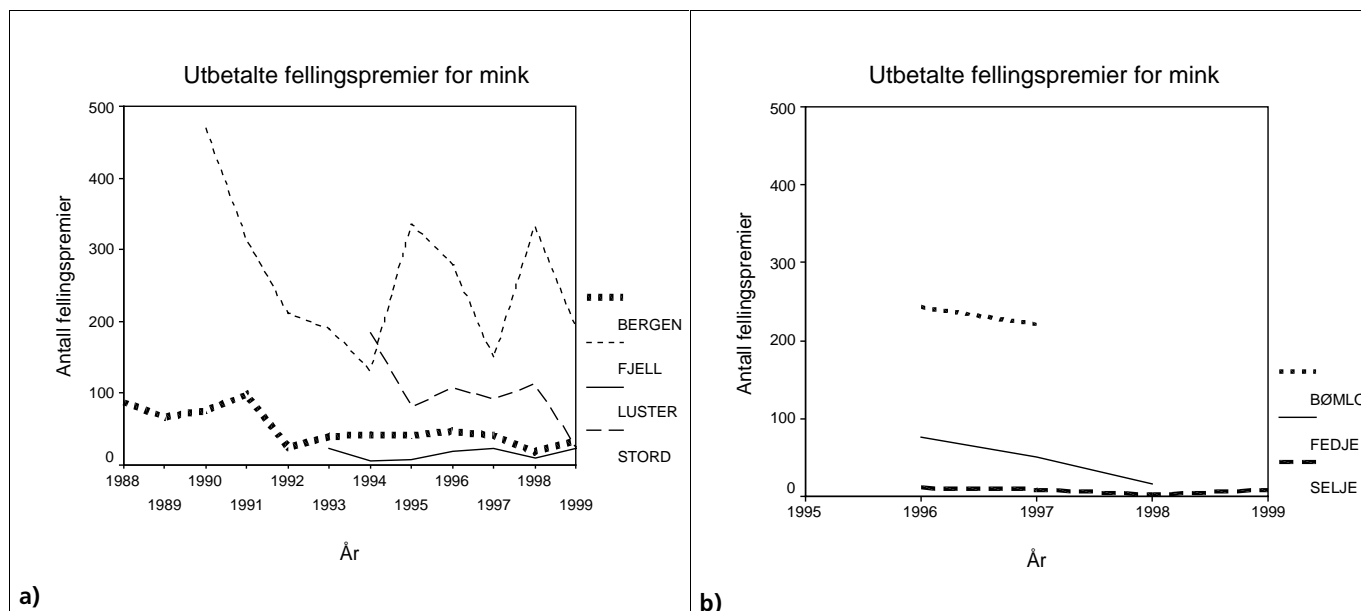 Utbetalte fellingspremier for mink
Antall fellingspremier
500
400
300
200
100
0
1988
1990
1992
1993
1994
1996
1998
1989
1991
1995
1997
1999
År
BERGEN
FJELL
LUSTER
STORD
a)
Utbetalte fellingspremier for mink
Antall fellingspremier
500
400
300
200
100
0
1995
1996
1997
1998
1999
År
BØMLO
FEDJE
SELJE
b)